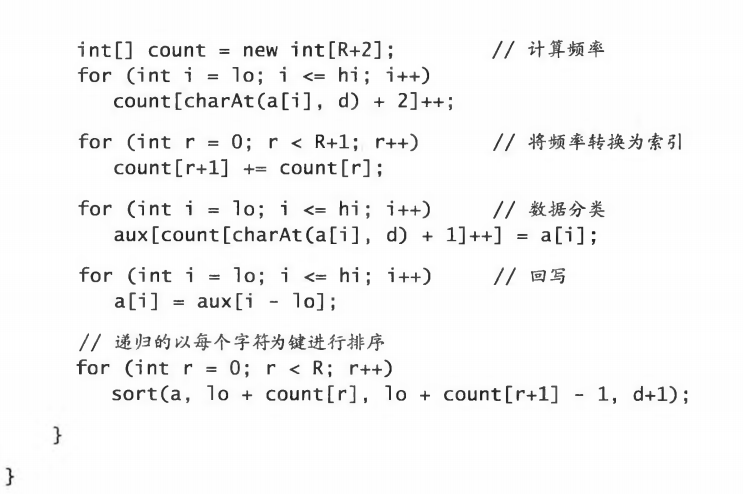 int[] count = new int[R+2]; // 计算频率
for (int i = lo; i <= hi; i++)
count[charAt(a[i], d) + 2]++;
for (int r = 0; r < R+1; r++) // 将频率转换为索引
count[r+1] += count[r];
for (int i = lo; i <= hi; i++) // 数据分类
aux[count[charAt(a[i], d) + 1]++] = a[i];
for (int i = lo; i <= hi; i++) // 回写
a[i] = aux[i - lo];
// 递归的以每个字符为键进行排序
for (int r = 0; r < R; r++)
sort(a, lo + count[r], lo + count[r+1] - 1, d+1);
}
}